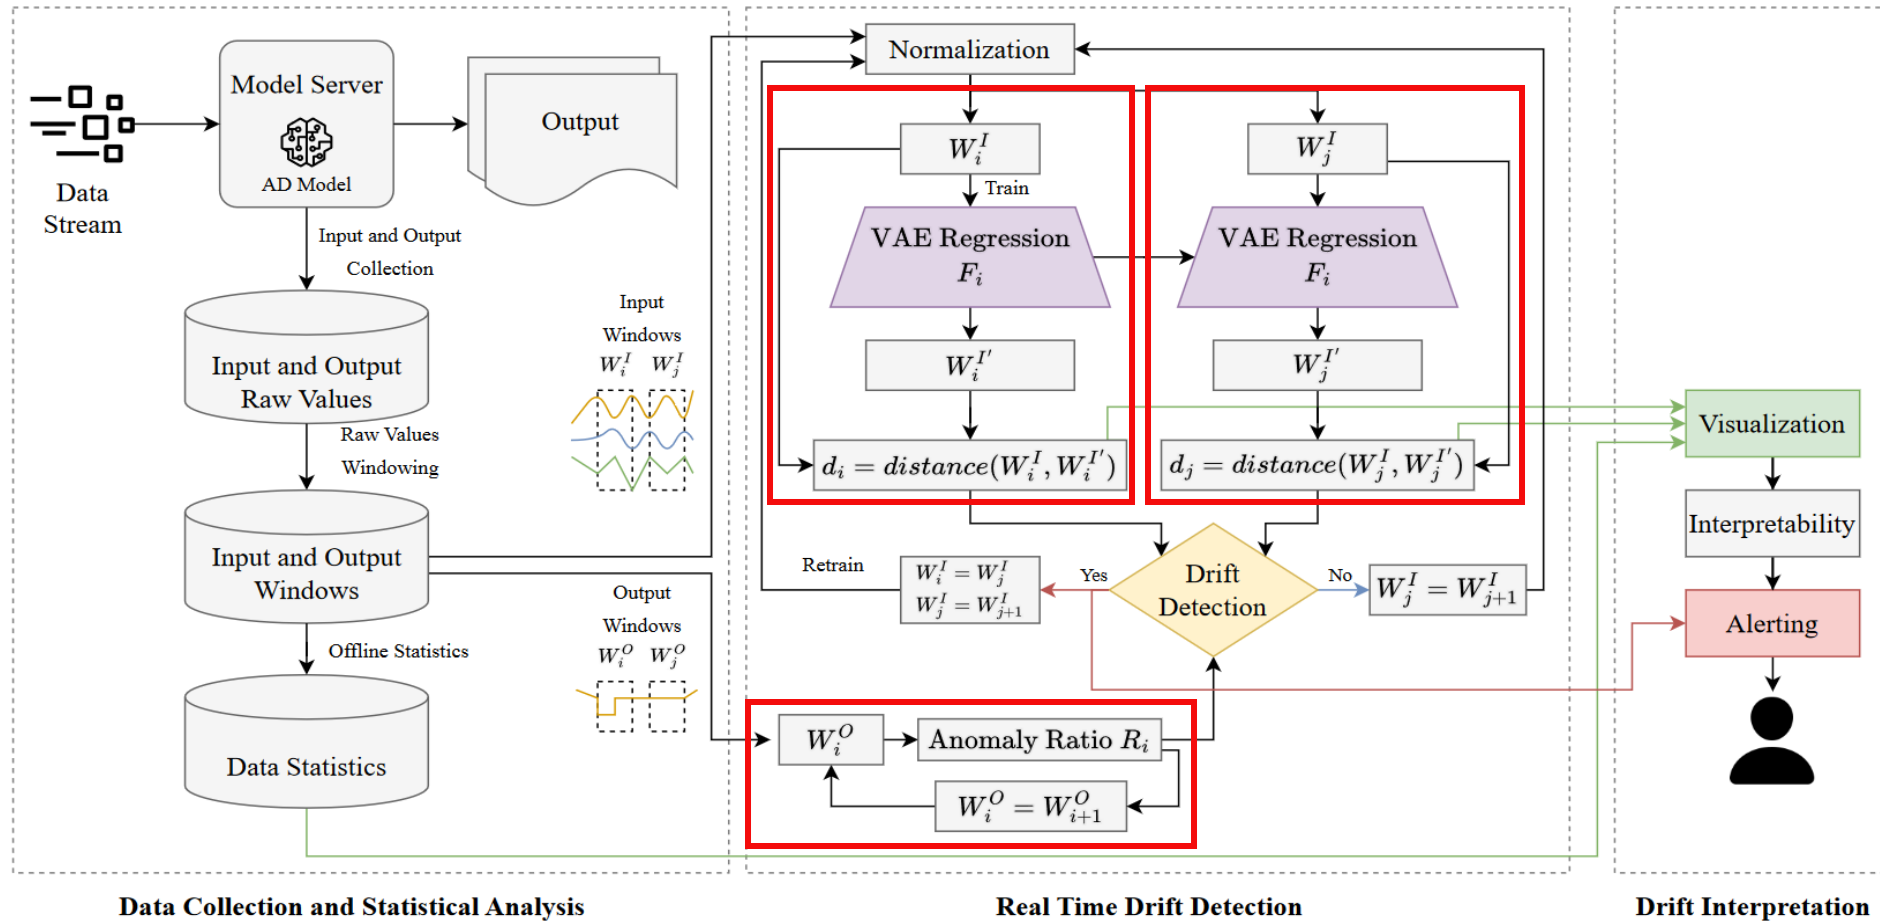 Data
Stream
Model Server
AD Model
Output
Input and Output
Collection
Input and Output
Raw Values
Raw Values
Windowing
Input and Output
Windows
Offline Statistics
Data Statistics
Input
Windows
W_i^I W_j^I
Output
Windows
W_i^O W_j^O
Data Collection and Statistical Analysis
Normalization
W_i^I
Train
VAE Regression
F_i
W_i^{I'}
d_i = distance(W_i^I, W_i^{I'})
W_j^I
VAE Regression
F_i
W_j^{I'}
d_j = distance(W_j^I, W_j^{I'})
Retrain
W_i^I = W_j^I
W_j^I = W_{j+1}^I
Yes
Drift
Detection
No
W_j^I = W_{j+1}^I
W_i^O
Anomaly Ratio R_i
W_i^O = W_{i+1}^O
Real Time Drift Detection
Visualization
Interpretability
Alerting
Drift Interpretation